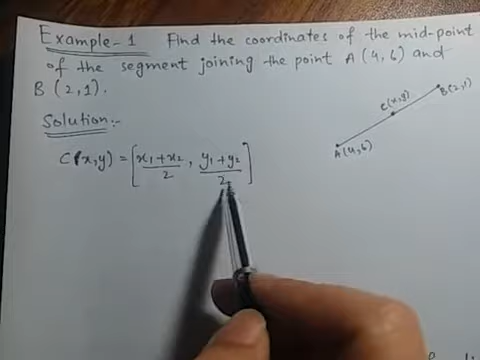 Example-1 Find the coordinates of the mid-point
of the segment joining the point A(4,6) and
B (2,1).
Solution:-
C(x,y) = [x₁+x₂/2, y₁+y₂/2]
C(x,y)
B(2,1)
A(4,6)